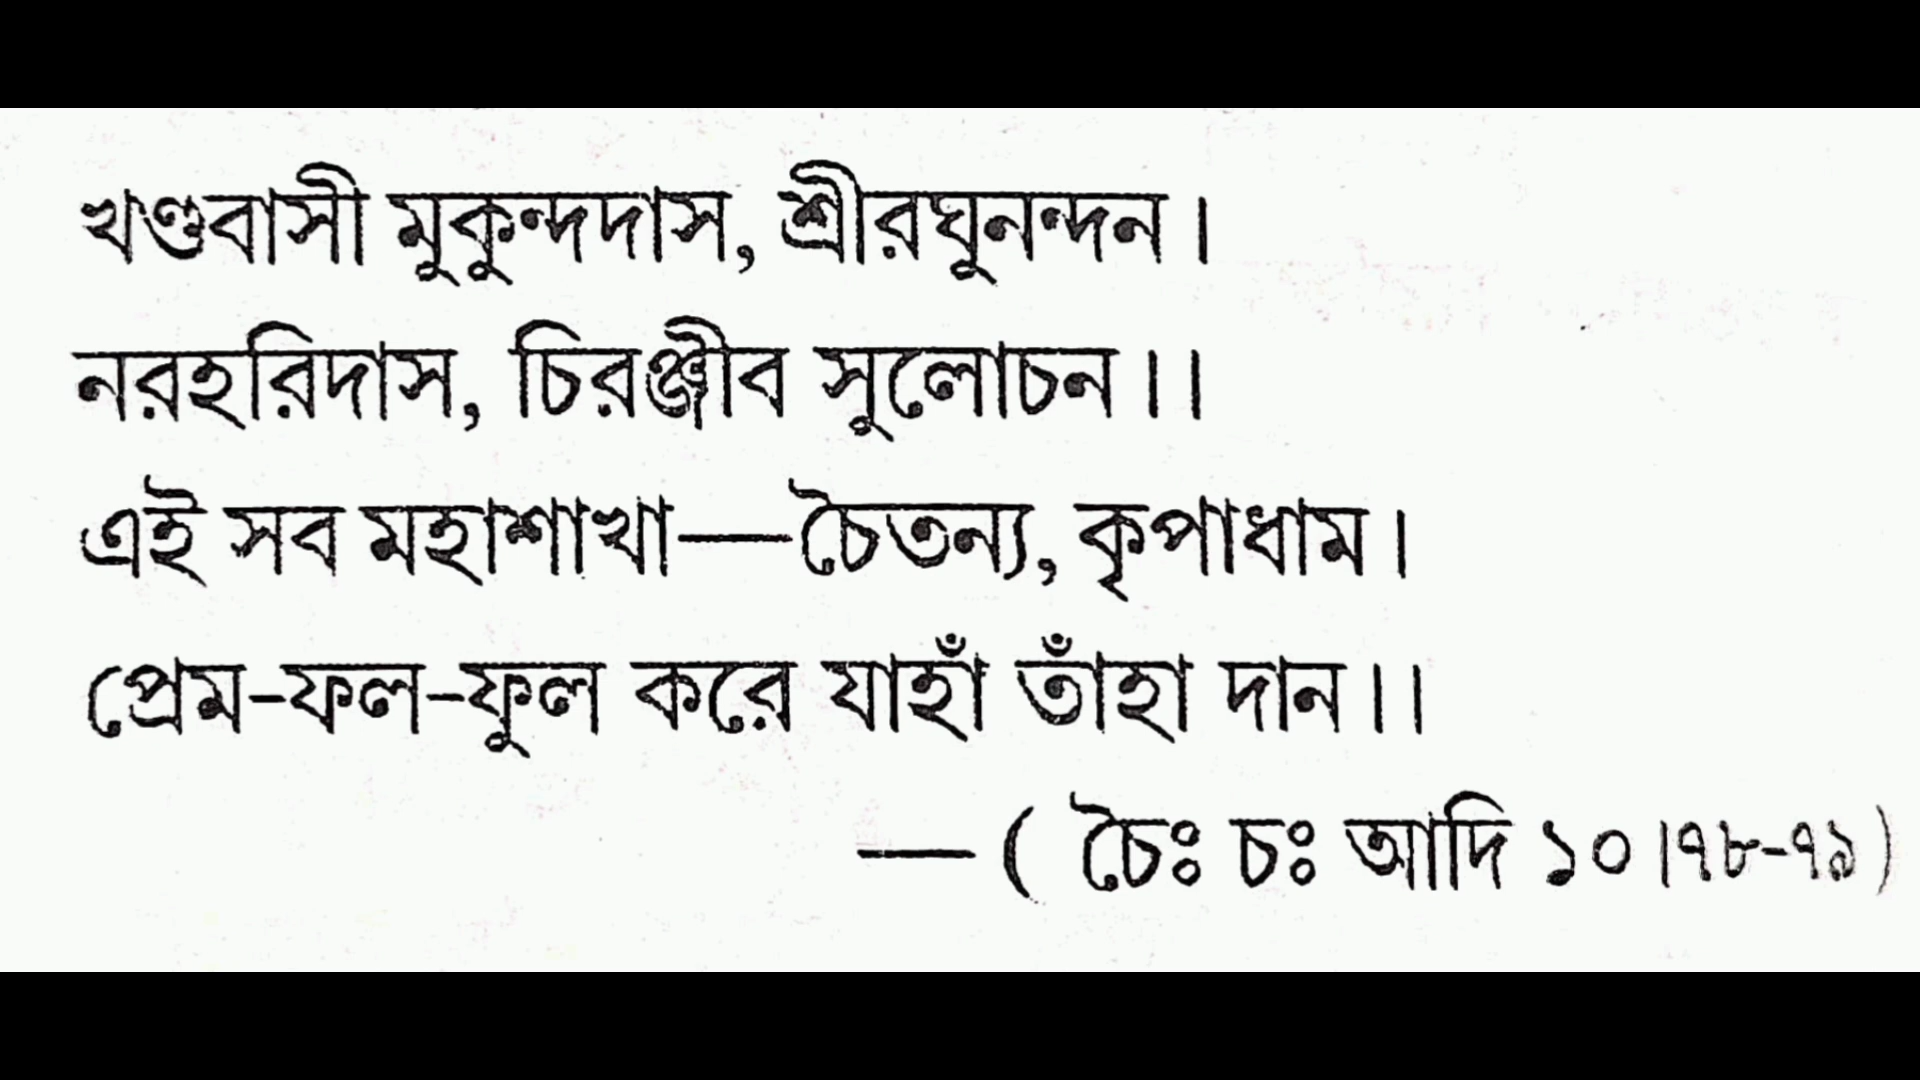 খণ্ডবাসী মুকুন্দদাস, শ্রীরঘুনন্দন।
নরহরিদাস, চিরঞ্জীব সুলোচন।।
এই সব মহাশাখা—চৈতন্য, কৃপাধাম।
প্রেম-ফল-ফুল করে যাহাঁ তাঁহা দান।।
—( চৈঃ চঃ আদি ১০।৭৮-৭৯)